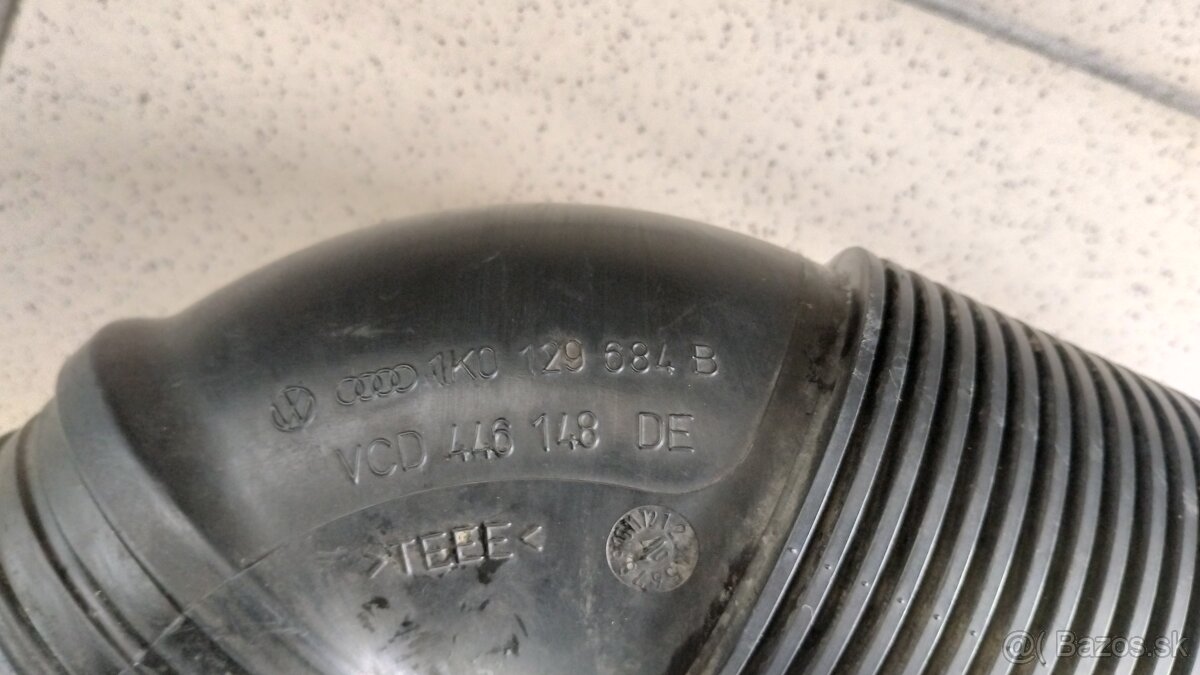 1K0 129 684 B
VCD 446 148 DE
>TEEE<
Bazos.sk